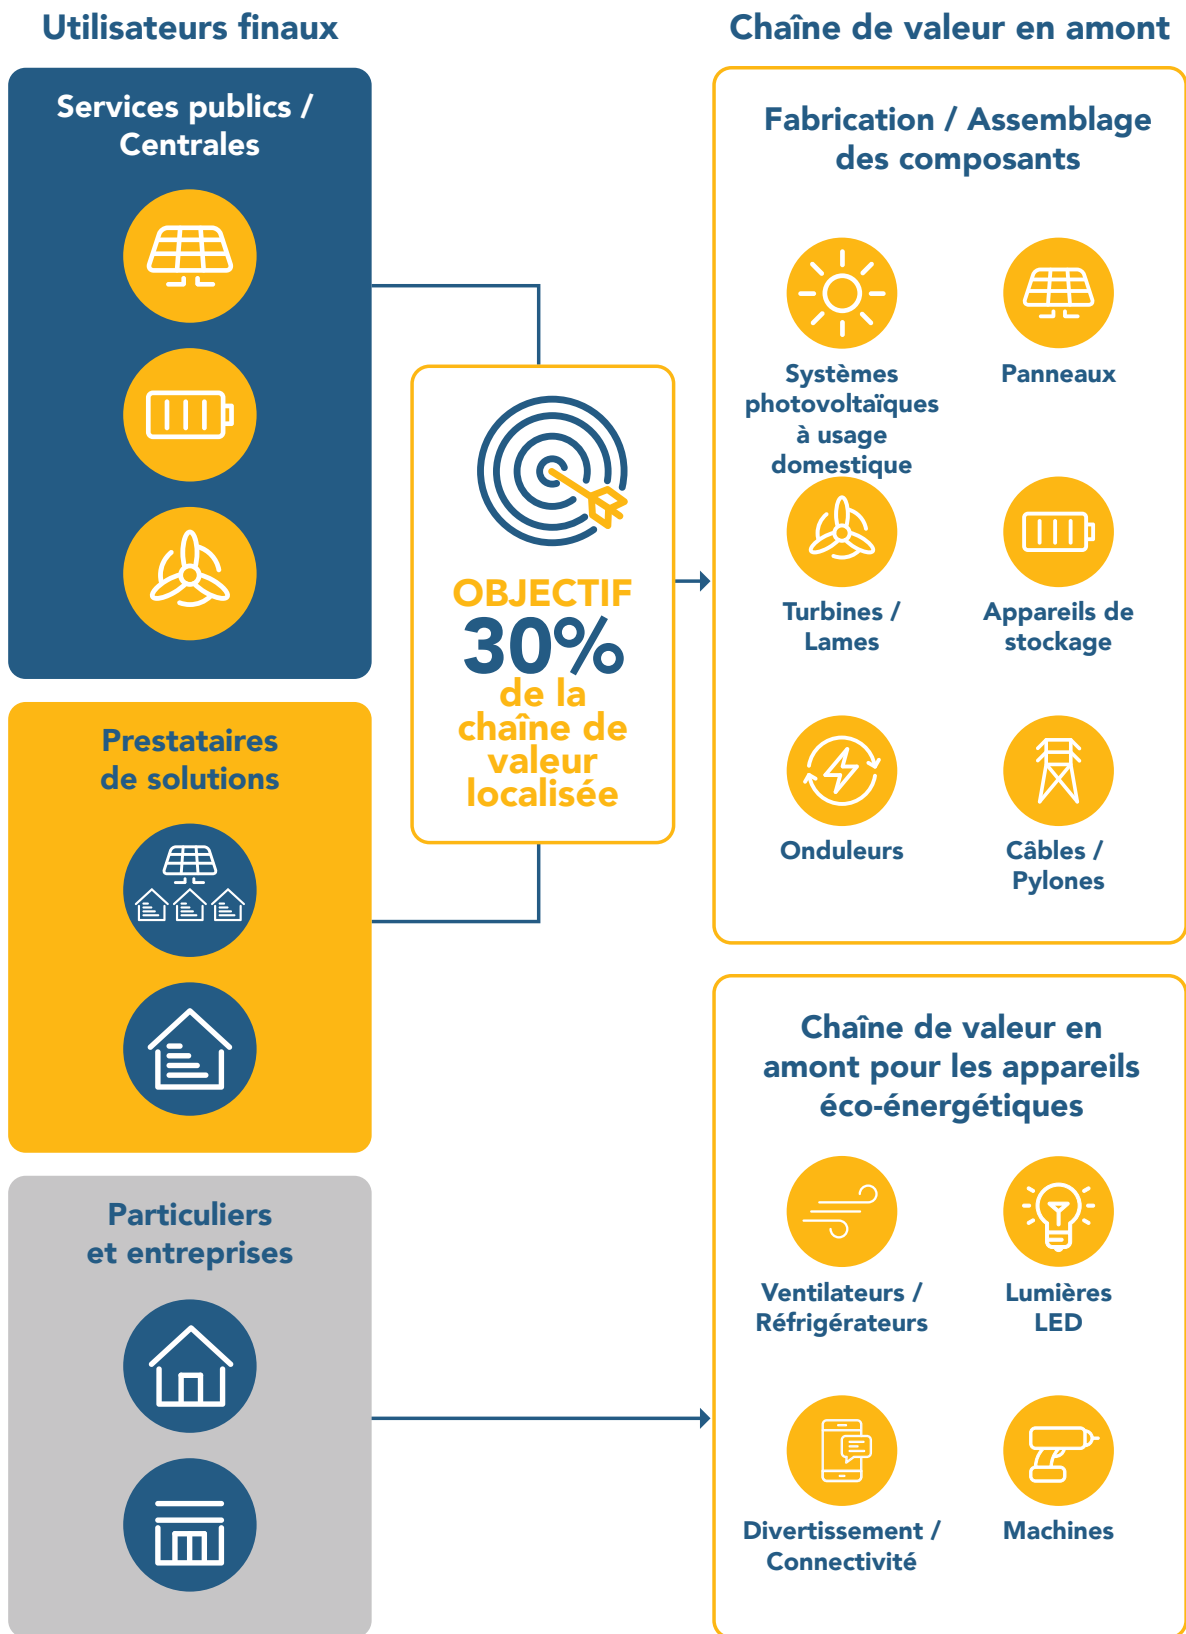 Utilisateurs finaux
Services publics /
Centrales
Prestataires
de solutions
Particuliers
et entreprises
OBJECTIF
30%
de la
chaîne de
valeur
localisée
Chaîne de valeur en amont
Fabrication / Assemblage
des composants
Systèmes
photovoltaïques
à usage
domestique
Panneaux
Turbines /
Lames
Appareils de
stockage
Onduleurs
Câbles /
Pylones
Chaîne de valeur en
amont pour les appareils
éco-énergétiques
Ventilateurs /
Réfrigérateurs
Lumières
LED
Divertissement /
Connectivité
Machines